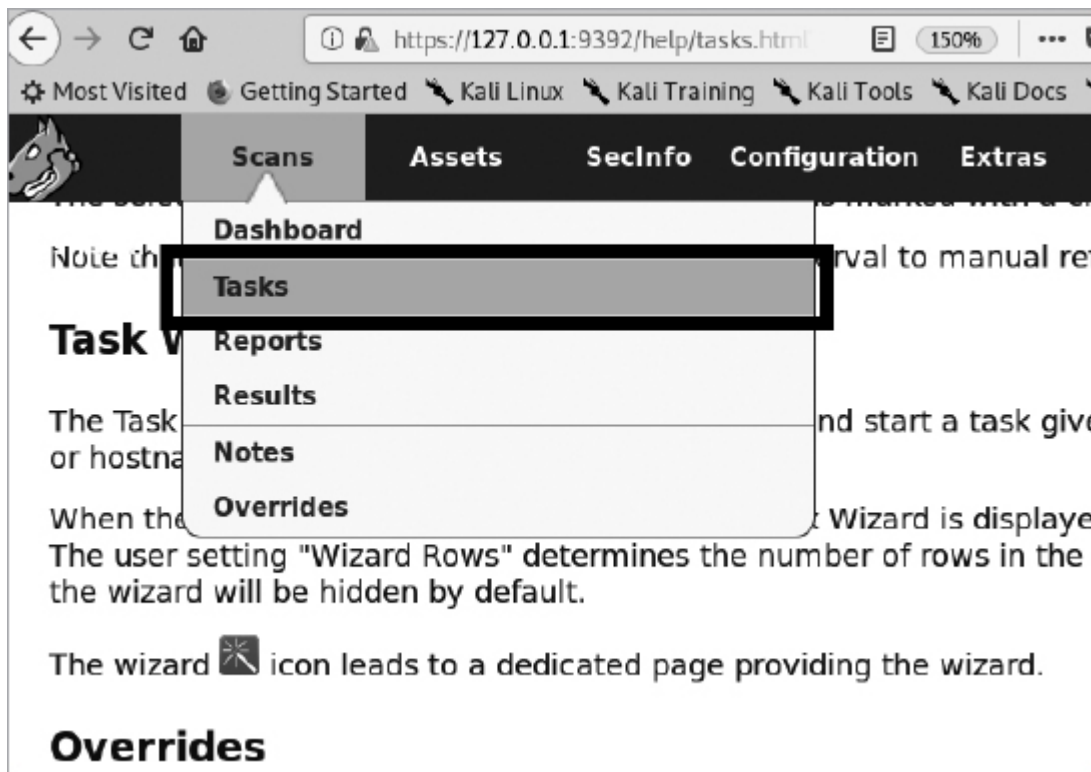 https://127.0.0.1:9392/help/tasks.html
150%
Most Visited Getting Started Kali Linux Kali Training Kali Tools Kali Docs
Scans Assets SecInfo Configuration Extras
Dashboard
Note th rval to manual re
Tasks
Task W
Reports
Results
The Task nd start a task give
or hostna
Notes
Overrides
When the Wizard is displaye
The user setting "Wizard Rows" determines the number of rows in the
the wizard will be hidden by default.
The wizard icon leads to a dedicated page providing the wizard.
Overrides